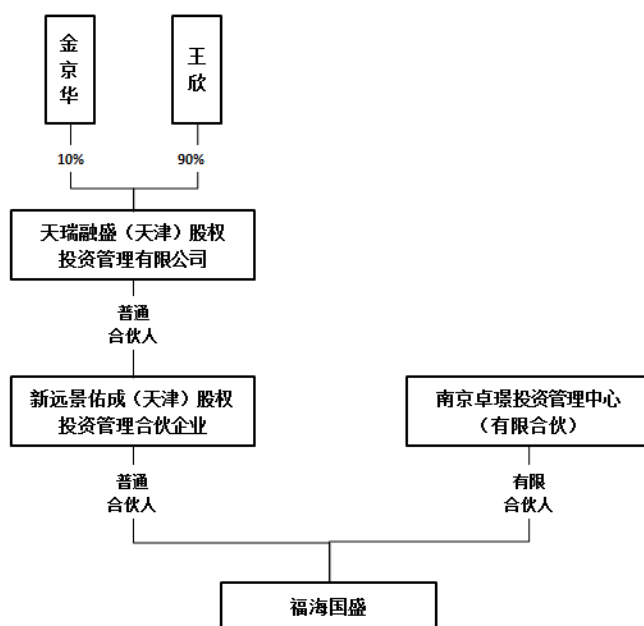 金京华
王欣
10%
90%
天瑞融盛（天津）股权
投资管理有限公司
普通
合伙人
新远景佑成（天津）股权
投资管理合伙企业
南京卓璟投资管理中心
（有限合伙）
普通
合伙人
有限
合伙人
福海国盛